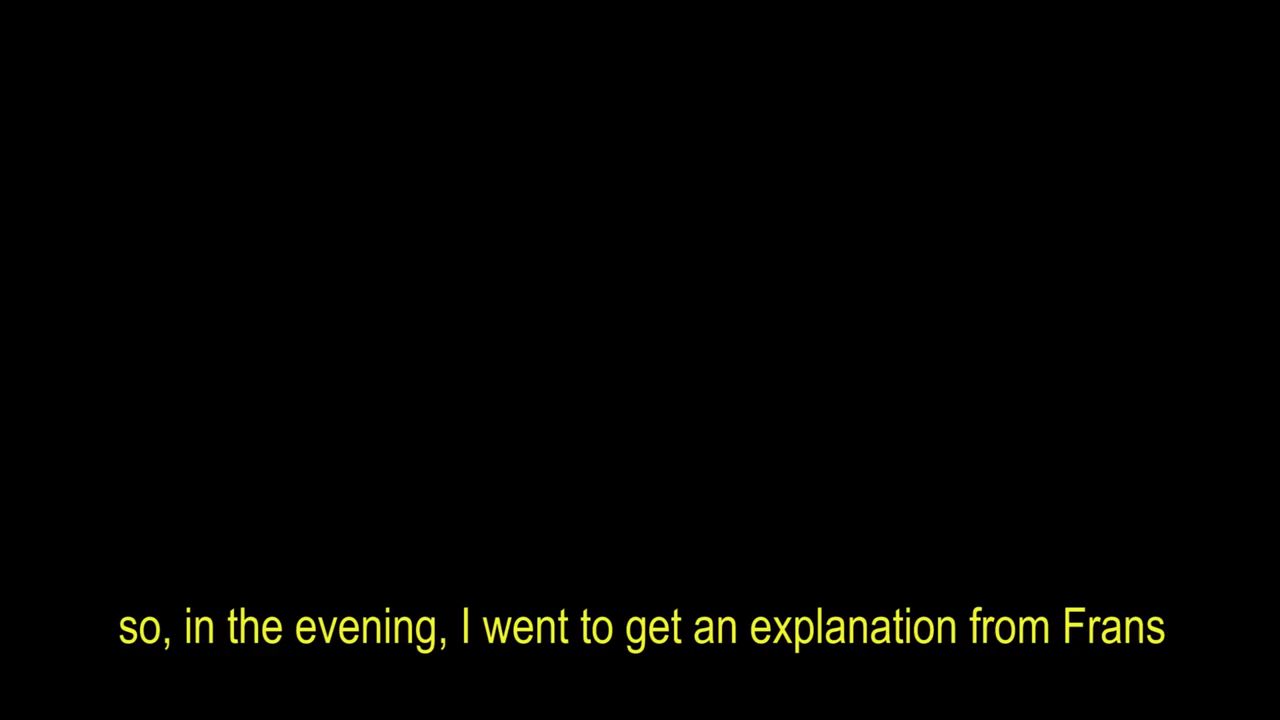 so, in the evening, I went to get an explanation from Frans